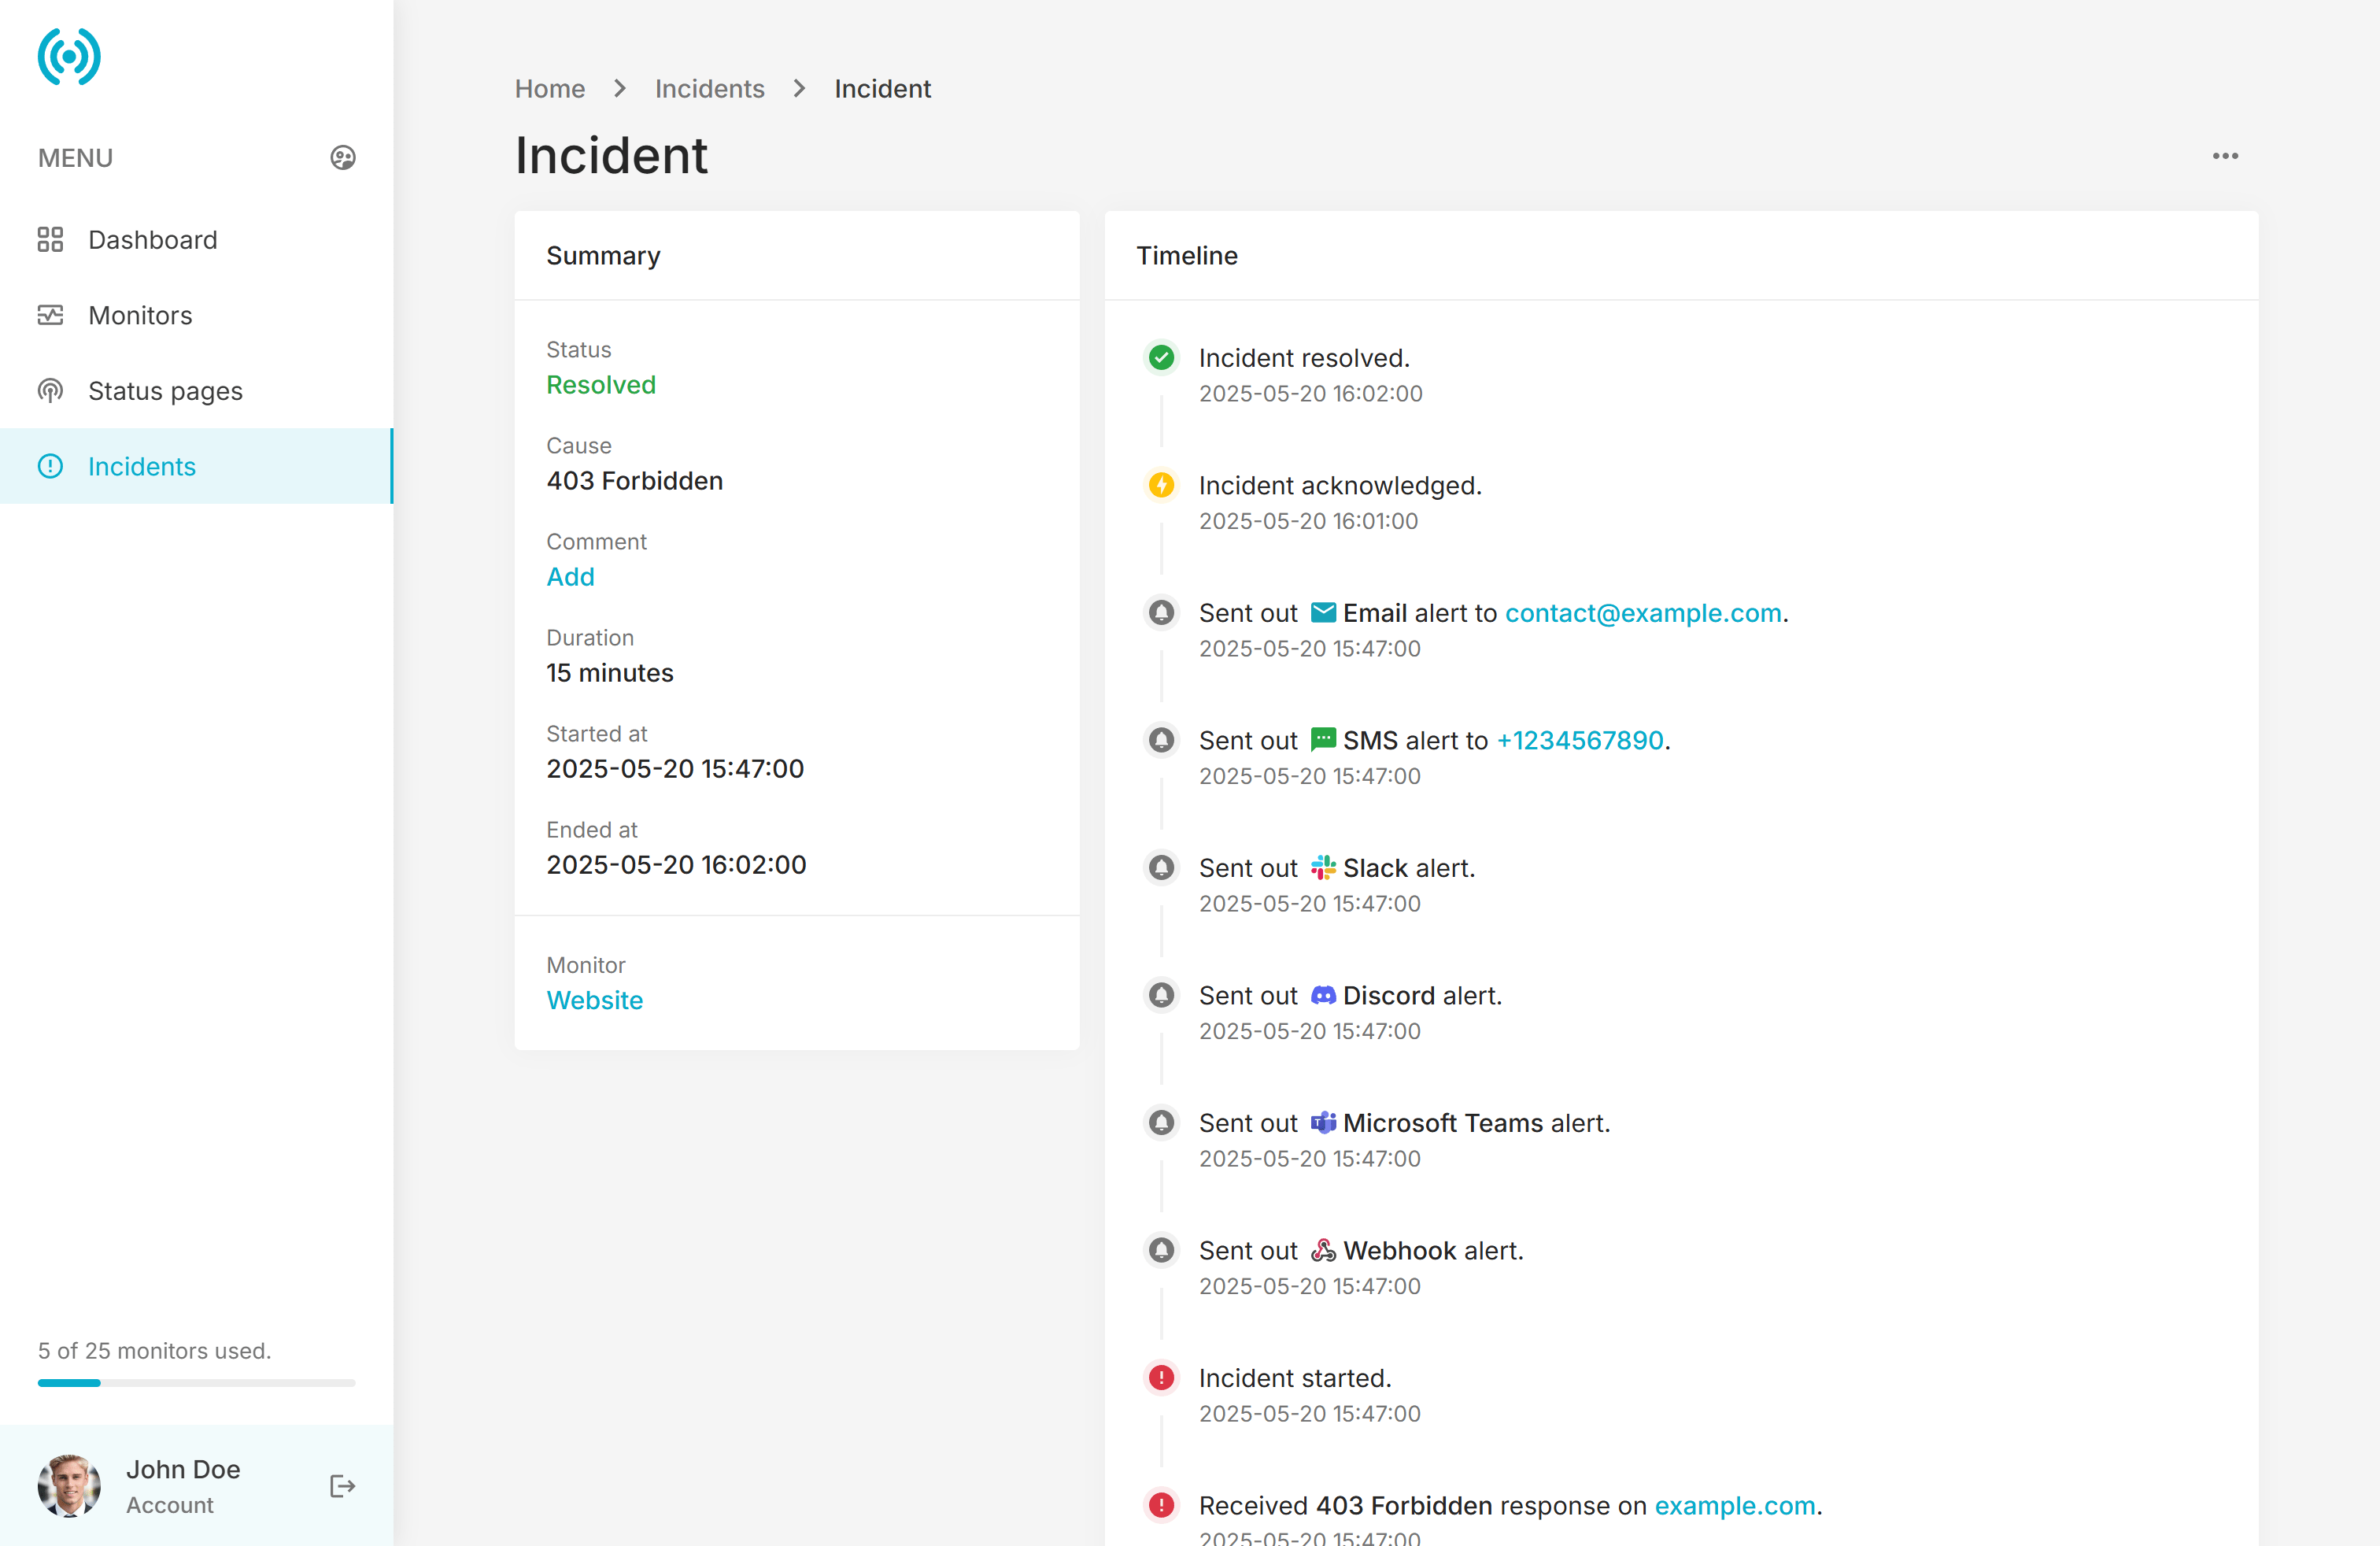 MENU
Dashboard
Monitors
Status pages
Incidents
5 of 25 monitors used.
John Doe
Account
Home
Incidents
Incident
Incident
Summary
Status
Resolved
Cause
403 Forbidden
Comment
Add
Duration
15 minutes
Started at
2025-05-20 15:47:00
Ended at
2025-05-20 16:02:00
Monitor
Website
Timeline
Incident resolved.
2025-05-20 16:02:00
Incident acknowledged.
2025-05-20 16:01:00
Sent out Email alert to contact@example.com.
2025-05-20 15:47:00
Sent out SMS alert to +1234567890.
2025-05-20 15:47:00
Sent out Slack alert.
2025-05-20 15:47:00
Sent out Discord alert.
2025-05-20 15:47:00
Sent out Microsoft Teams alert.
2025-05-20 15:47:00
Sent out Webhook alert.
2025-05-20 15:47:00
Incident started.
2025-05-20 15:47:00
Received 403 Forbidden response on example.com.
2025-05-20 15:47:00